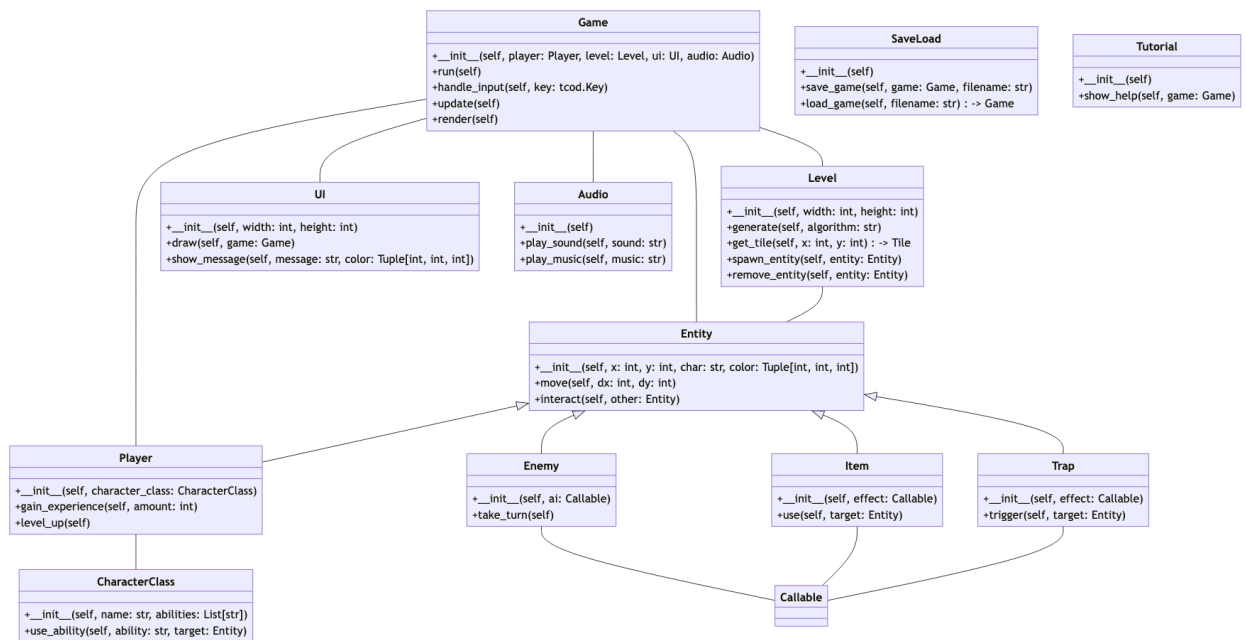 Game
+__init__(self, player: Player, level: Level, ui: UI, audio: Audio)
+run(self)
+handle_input(self, key: tcod.Key)
+update(self)
+render(self)
SaveLoad
+__init__(self)
+save_game(self, game: Game, filename: str)
+load_game(self, filename: str) : -> Game
Tutorial
+__init__(self)
+show_help(self, game: Game)
UI
+__init__(self, width: int, height: int)
+draw(self, game: Game)
+show_message(self, message: str, color: Tuple[int, int, int])
Audio
+__init__(self)
+play_sound(self, sound: str)
+play_music(self, music: str)
Level
+__init__(self, width: int, height: int)
+generate(self, algorithm: str)
+get_tile(self, x: int, y: int) : -> Tile
+spawn_entity(self, entity: Entity)
+remove_entity(self, entity: Entity)
Entity
+__init__(self, x: int, y: int, char: str, color: Tuple[int, int, int])
+move(self, dx: int, dy: int)
+interact(self, other: Entity)
Player
+__init__(self, character_class: CharacterClass)
+gain_experience(self, amount: int)
+level_up(self)
Enemy
+__init__(self, ai: Callable)
+take_turn(self)
Item
+__init__(self, effect: Callable)
+use(self, target: Entity)
Trap
+__init__(self, effect: Callable)
+trigger(self, target: Entity)
CharacterClass
+__init__(self, name: str, abilities: List[str])
+use_ability(self, ability: str, target: Entity)
Callable